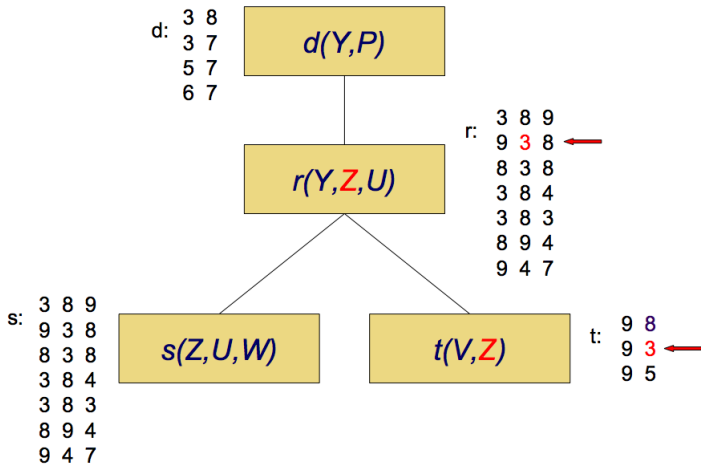 d:
3 8
3 7
5 7
6 7
d(Y,P)
r:
3 8 9
9 3 8
8 3 8
3 8 4
3 8 3
8 9 4
9 4 7
r(Y,Z,U)
s:
3 8 9
9 3 8
8 3 8
3 8 4
3 8 3
8 9 4
9 4 7
s(Z,U,W)
t(V,Z)
t:
9 8
9 3
9 5